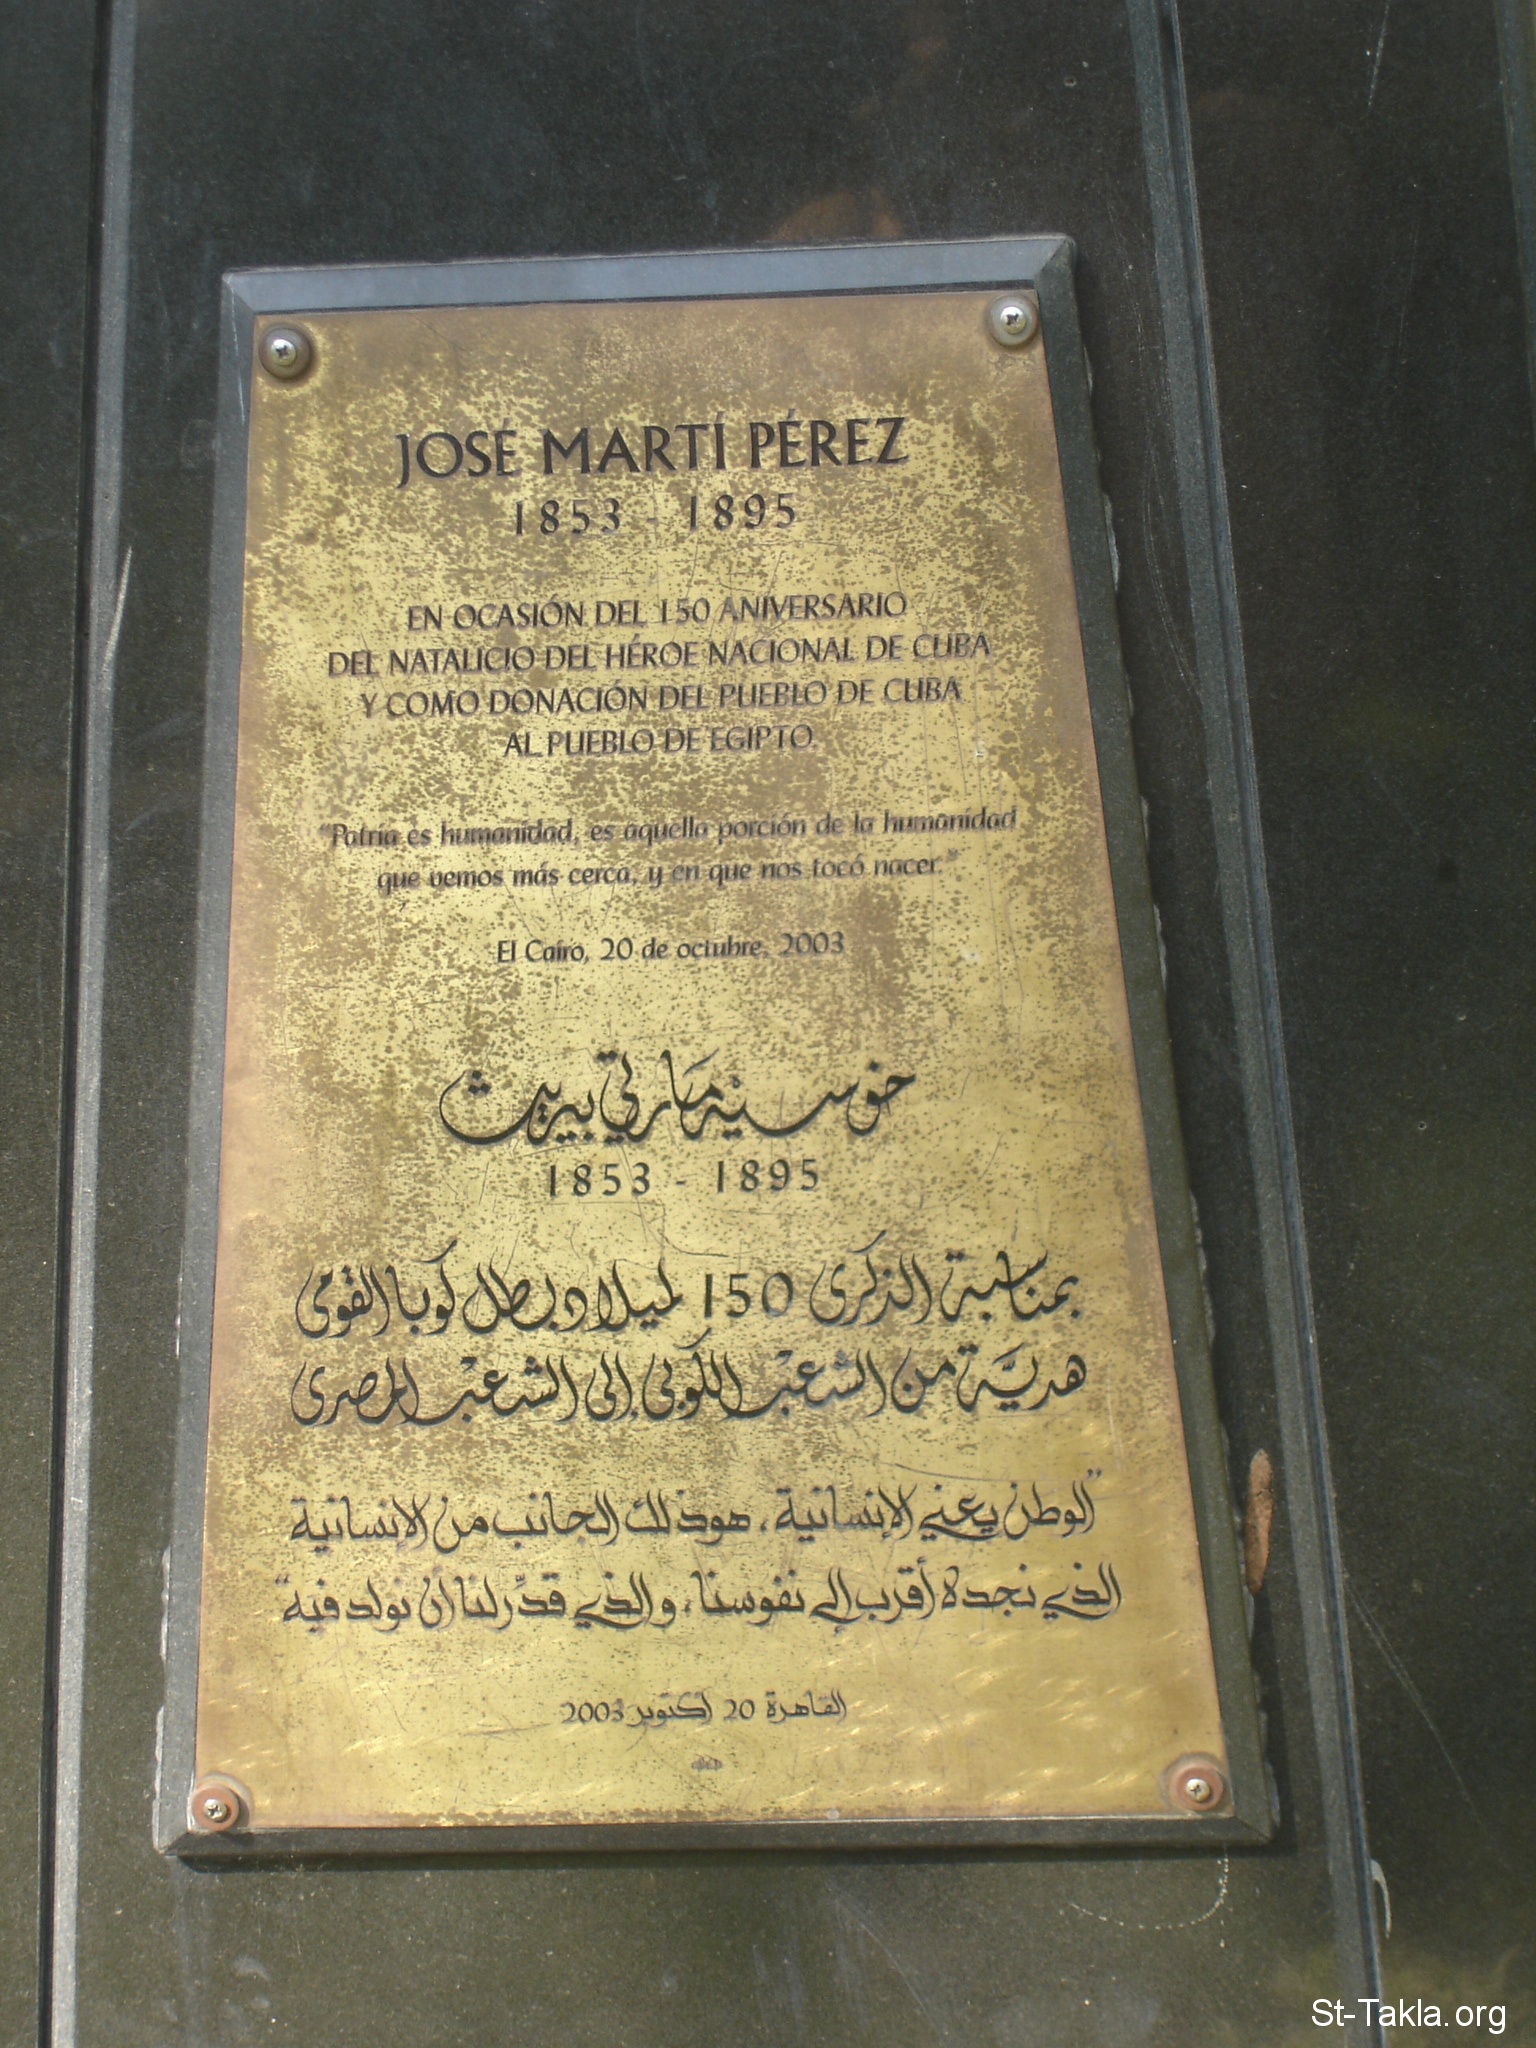 JOSÉ MARTÍ PÉREZ
1853 - 1895
EN OCASIÓN DEL 150 ANIVERSARIO
DEL NATALICIO DEL HÉROE NACIONAL DE CUBA
Y COMO DONACIÓN DEL PUEBLO DE CUBA
AL PUEBLO DE EGIPTO.
"Patria es humanidad, es aquella porción de la humanidad
que vemos más cerca, y en que nos tocó nacer."
El Cairo, 20 de octubre, 2003
خوسيه مارتي بيريث
1853 - 1895
بمناسبة الذكرى 150 لميلاد بطل كوبا القومى
هديَّة من الشعبْ الكوبى إلى الشعبْ المصرى
"الوطن يعني الإنسانية، هو ذلك الجانب من الإنسانية
الذي نجده أقرب إلى نفوسنا، والذي قدّر لنا أن نولد فيه"
القاهرة 20 أكتوبر 2003
St-Takla.org